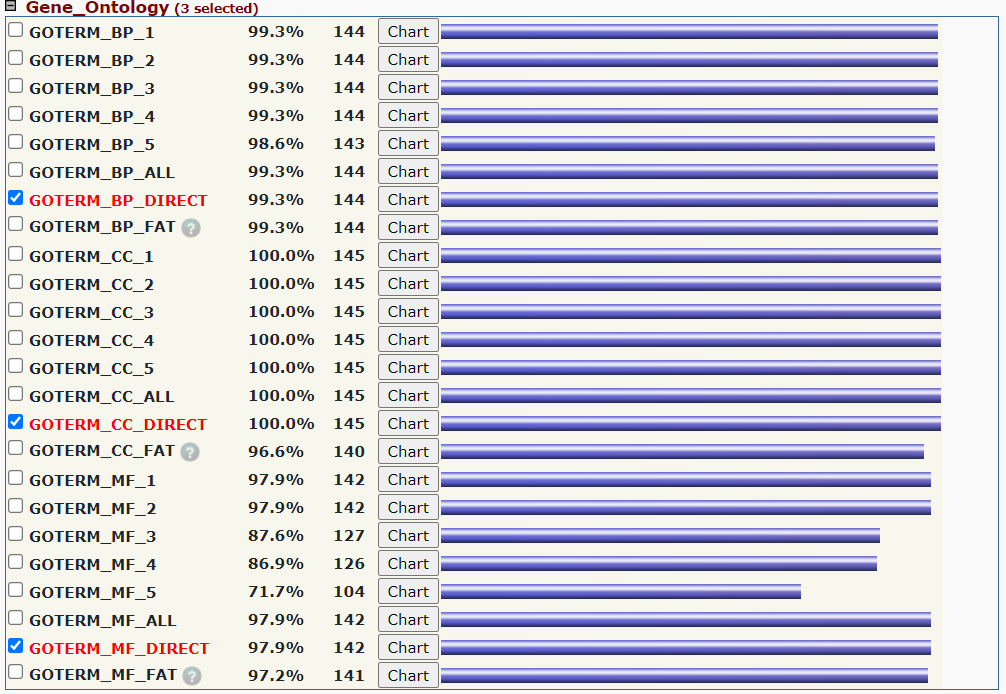 Gene_Ontology (3 selected)
GOTERM_BP_1 99.3% 144 Chart
GOTERM_BP_2 99.3% 144 Chart
GOTERM_BP_3 99.3% 144 Chart
GOTERM_BP_4 99.3% 144 Chart
GOTERM_BP_5 98.6% 143 Chart
GOTERM_BP_ALL 99.3% 144 Chart
GOTERM_BP_DIRECT 99.3% 144 Chart
GOTERM_BP_FAT ? 99.3% 144 Chart
GOTERM_CC_1 100.0% 145 Chart
GOTERM_CC_2 100.0% 145 Chart
GOTERM_CC_3 100.0% 145 Chart
GOTERM_CC_4 100.0% 145 Chart
GOTERM_CC_5 100.0% 145 Chart
GOTERM_CC_ALL 100.0% 145 Chart
GOTERM_CC_DIRECT 100.0% 145 Chart
GOTERM_CC_FAT ? 96.6% 140 Chart
GOTERM_MF_1 97.9% 142 Chart
GOTERM_MF_2 97.9% 142 Chart
GOTERM_MF_3 87.6% 127 Chart
GOTERM_MF_4 86.9% 126 Chart
GOTERM_MF_5 71.7% 104 Chart
GOTERM_MF_ALL 97.9% 142 Chart
GOTERM_MF_DIRECT 97.9% 142 Chart
GOTERM_MF_FAT ? 97.2% 141 Chart